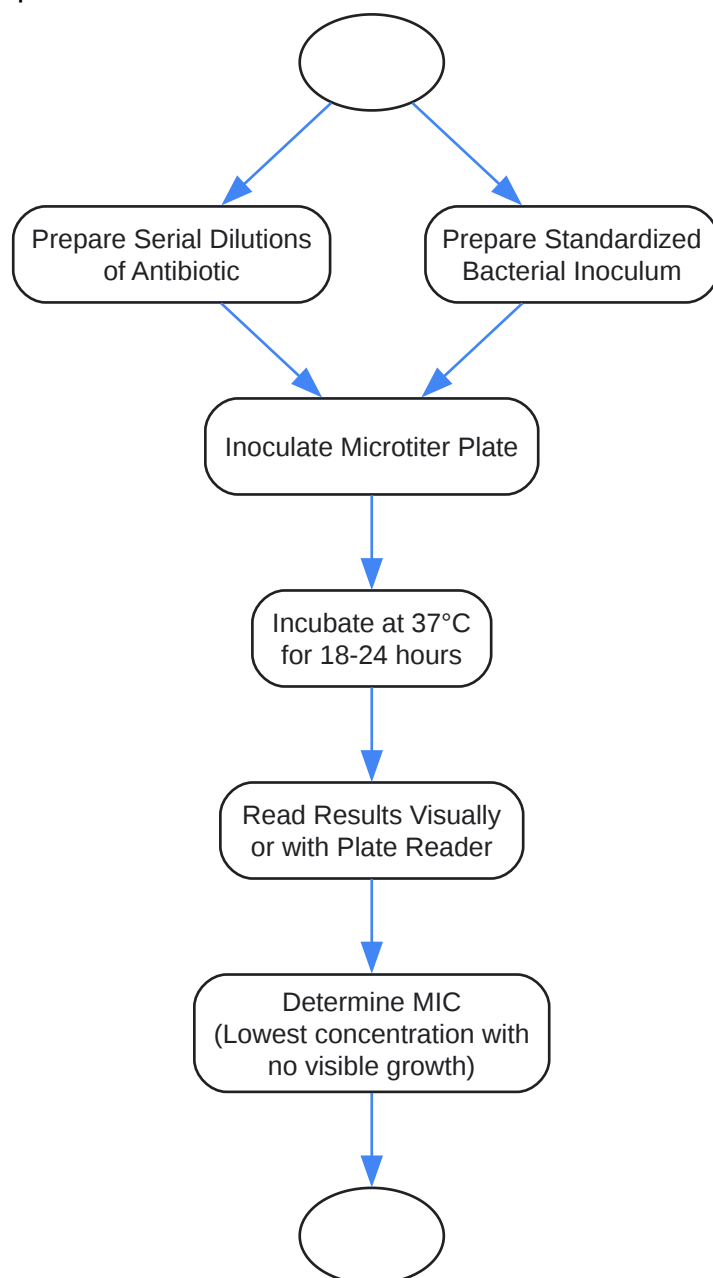 Prepare Serial Dilutions
of Antibiotic
Prepare Standardized
Bacterial Inoculum
Inoculate Microtiter Plate
Incubate at 37°C
for 18-24 hours
Read Results Visually
or with Plate Reader
Determine MIC
(Lowest concentration with
no visible growth)